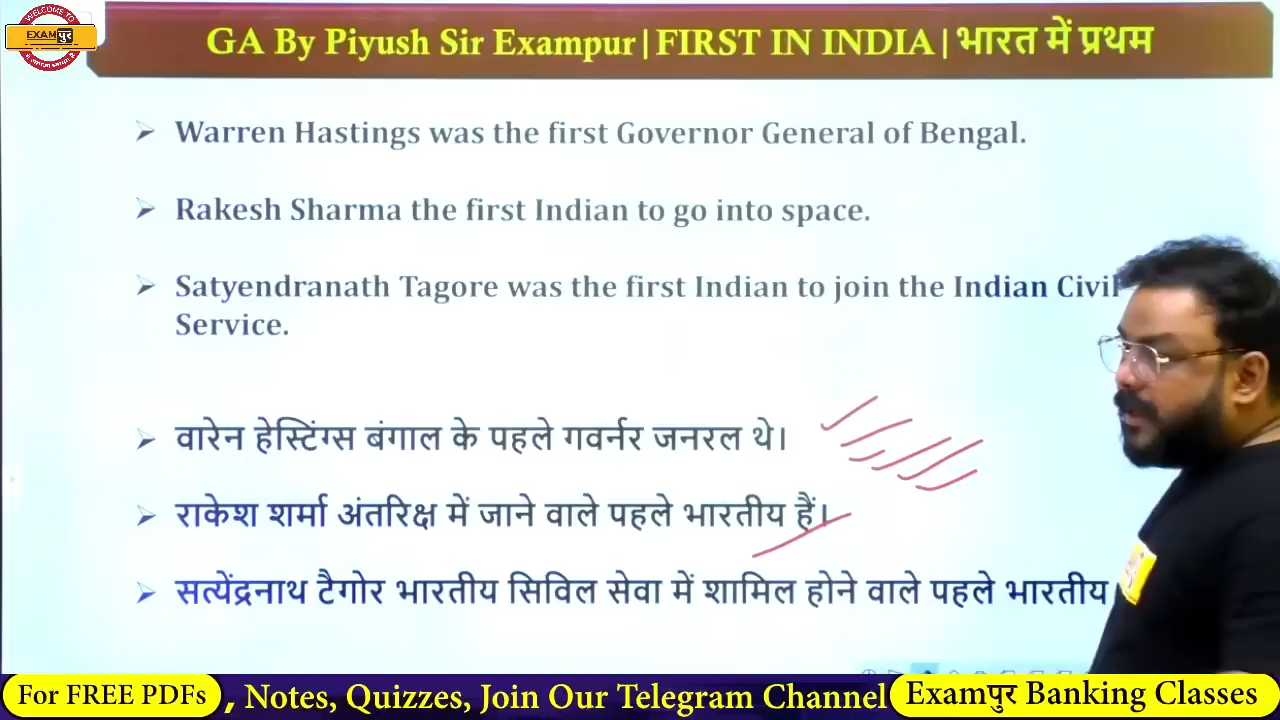 WELCOME TO
EXAMपुर
GA By Piyush Sir Exampur|FIRST IN INDIA|भारत में प्रथम
Warren Hastings was the first Governor General of Bengal.
Rakesh Sharma the first Indian to go into space.
Satyendranath Tagore was the first Indian to join the Indian Civil
Service.
वारेन हेस्टिंग्स बंगाल के पहले गवर्नर जनरल थे।
राकेश शर्मा अंतरिक्ष में जाने वाले पहले भारतीय हैं।
सत्येंद्रनाथ टैगोर भारतीय सिविल सेवा में शामिल होने वाले पहले भारतीय
For FREE PDFs , Notes, Quizzes, Join Our Telegram Channel Examपुर Banking Classes